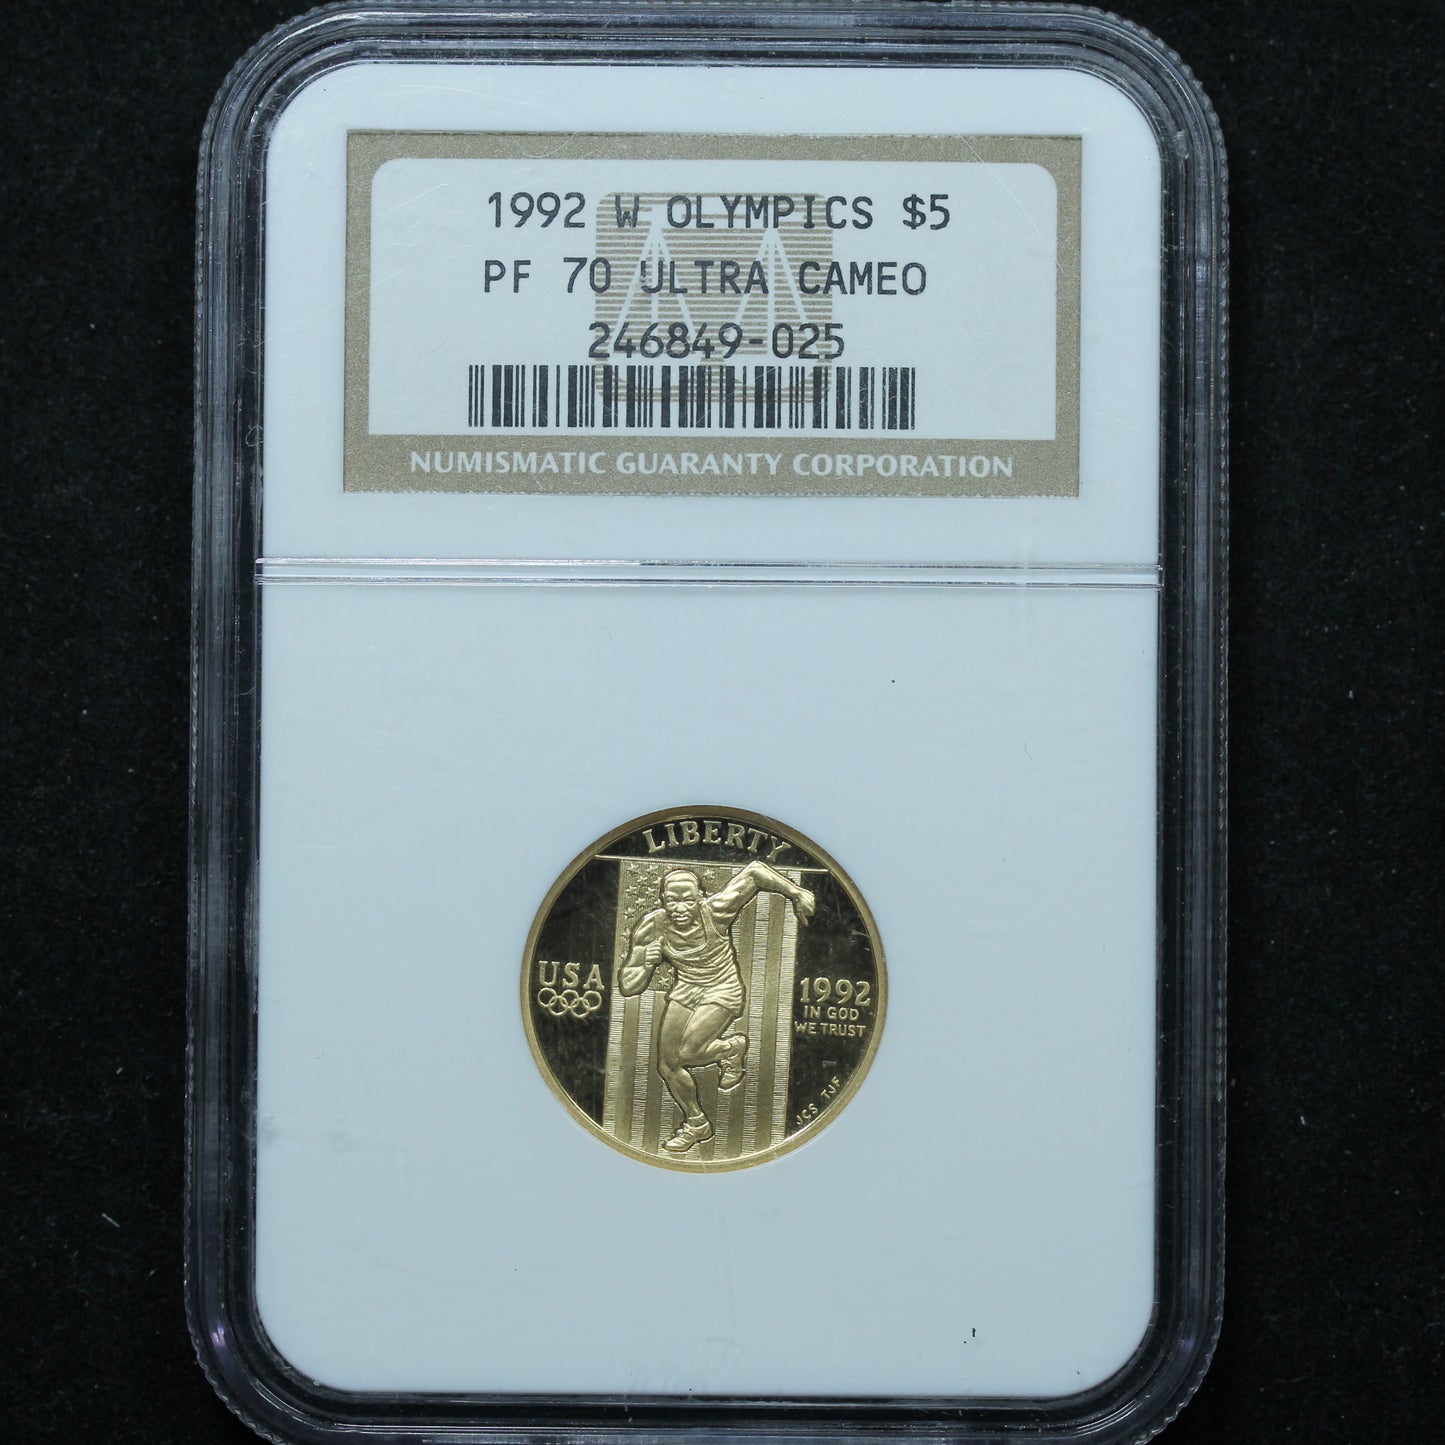 1992 W OLYMPICS $5
PF 70 ULTRA CAMEO
246849-025
NUMISMATIC GUARANTY CORPORATION
LIBERTY
USA
1992
IN GOD
WE TRUST
JCS TJF